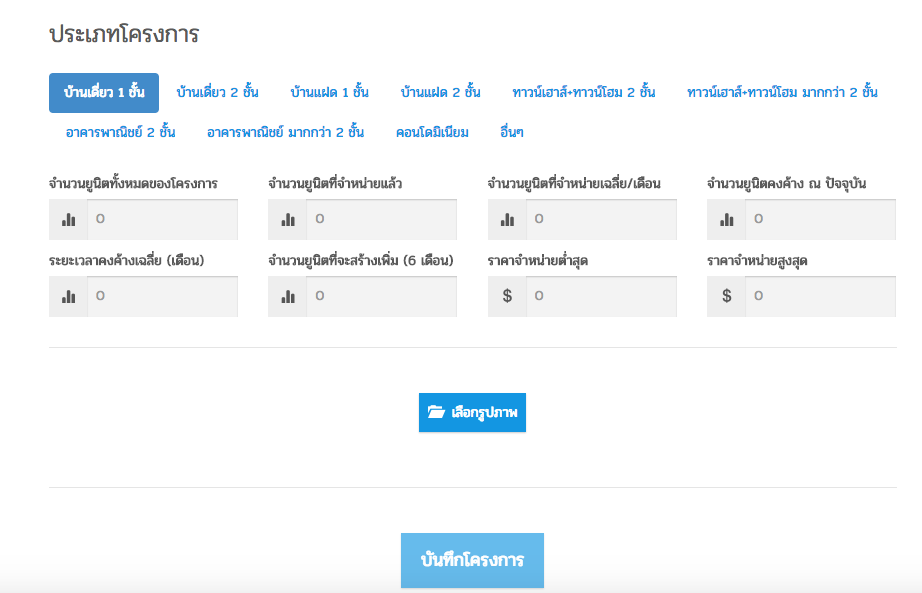 ประเภทโครงการ
บ้านเดี่ยว 1 ชั้น บ้านเดี่ยว 2 ชั้น บ้านแฝด 1 ชั้น บ้านแฝด 2 ชั้น ทาวน์เฮาส์+ทาวน์โฮม 2 ชั้น ทาวน์เฮาส์+ทาวน์โฮม มากกว่า 2 ชั้น
อาคารพาณิชย์ 2 ชั้น อาคารพาณิชย์ มากกว่า 2 ชั้น คอนโดมิเนียม อื่นๆ
จำนวนยูนิตทั้งหมดของโครงการ จำนวนยูนิตที่จำหน่ายแล้ว จำนวนยูนิตที่จำหน่ายเฉลี่ย/เดือน จำนวนยูนิตคงค้าง ณ ปัจจุบัน
0 0 0 0
ระยะเวลาคงค้างเฉลี่ย (เดือน) จำนวนยูนิตที่จะสร้างเพิ่ม (6 เดือน) ราคาจำหน่ายต่ำสุด ราคาจำหน่ายสูงสุด
0 0 $ 0 $ 0
เลือกรูปภาพ
บันทึกโครงการ